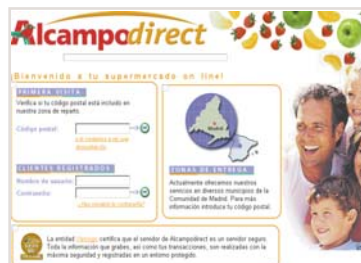 Alcampodirect
Bienvenido a tu supermercado on line!
PRIMERA VISITA
Verifica si tu código postal está incluido en
nuestra zona de reparto.
Código postal:
CLIENTES REGISTRADOS
Nombre de usuario:
Contraseña:
¿Has olvidado tu contraseña?
Madrid
ZONAS DE ENTREGA
Actualmente ofrecemos nuestros
servicios en diversos municipios de la
Comunidad de Madrid. Para más
información introduce tu código postal.
La entidad certifica que el servidor de Alcampodirect es un servidor seguro.
Toda la información que grabes, así como tus transacciones, son realizadas con la
máxima seguridad y registradas en un entorno protegido.